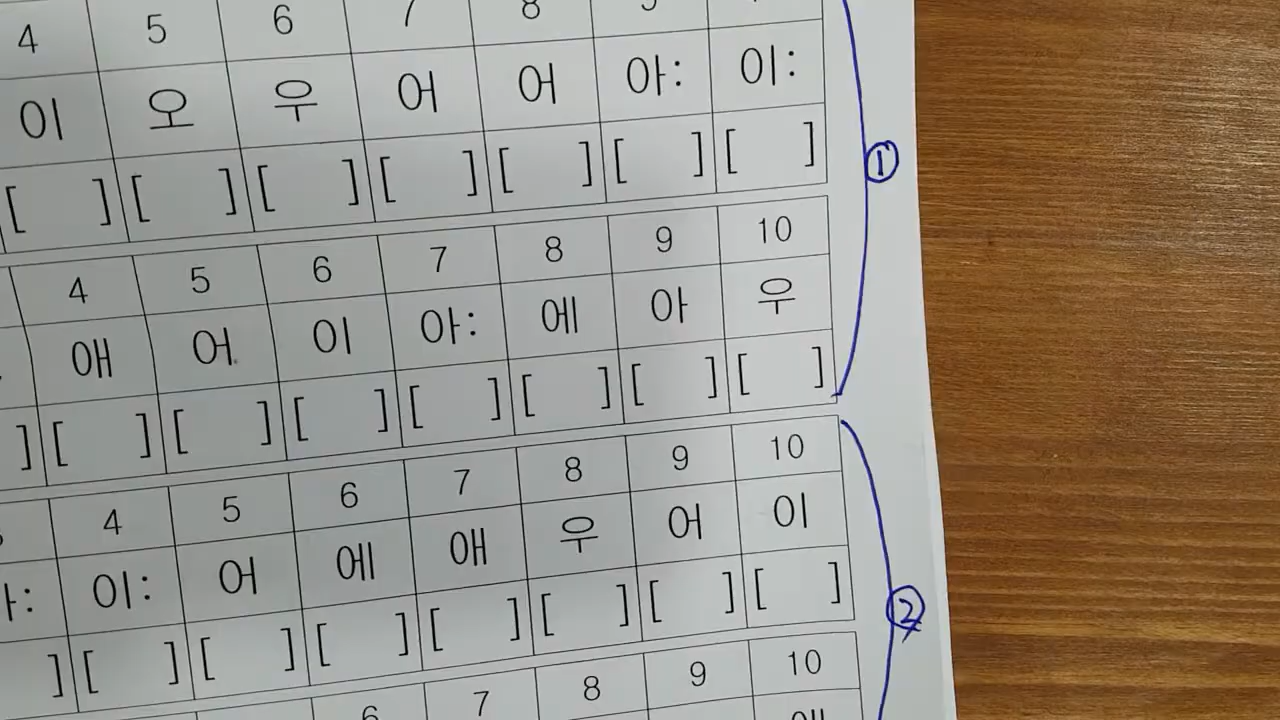 4 5 6 7 8 9
이 오 우 어 어 아: 이:
[ ] [ ] [ ] [ ] [ ] [ ] [ ]
①
4 5 6 7 8 9 10
애 어 이 아: 에 아 우
] [ ] [ ] [ ] [ ] [ ] [ ] [ ]
4 5 6 7 8 9 10
이: 어 에 애 우 어 이
] [ ] [ ] [ ] [ ] [ ] [ ] [ ]
②
6 7 8 9 10